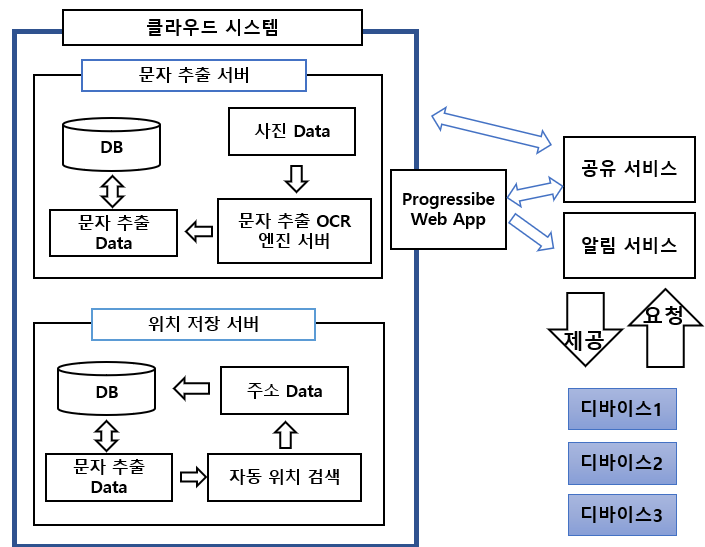 클라우드 시스템
문자 추출 서버
사진 Data
DB
문자 추출
Data
문자 추출 OCR
엔진 서버
Progressibe
Web App
공유 서비스
알림 서비스
제공
요청
위치 저장 서버
DB
주소 Data
문자 추출
Data
자동 위치 검색
디바이스1
디바이스2
디바이스3